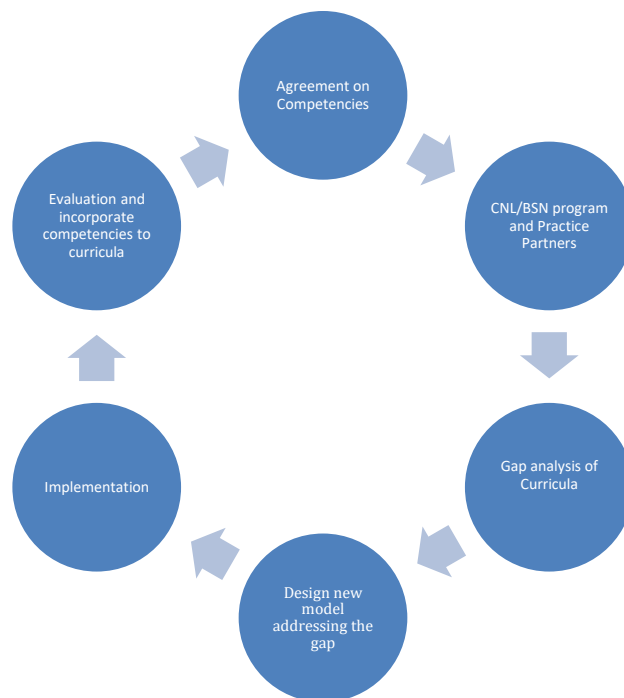 Agreement on
Competencies
CNL/BSN program
and Practice
Partners
Gap analysis of
Curricula
Design new
model
addressing the
gap
Implementation
Evaluation and
incorporate
competencies to
curricula